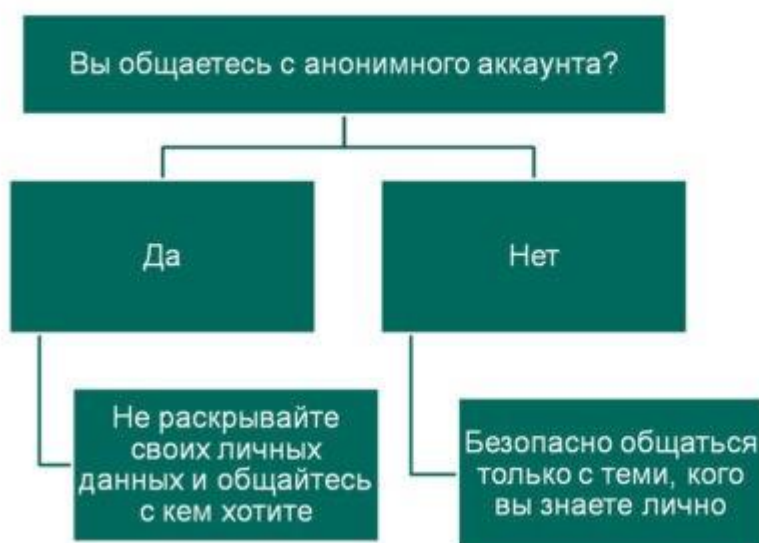 Вы общаетесь с анонимного аккаунта?
Да
Нет
Не раскрывайте
своих личных
данных и общайтесь
с кем хотите
Безопасно общаться
только с теми, кого
вы знаете лично